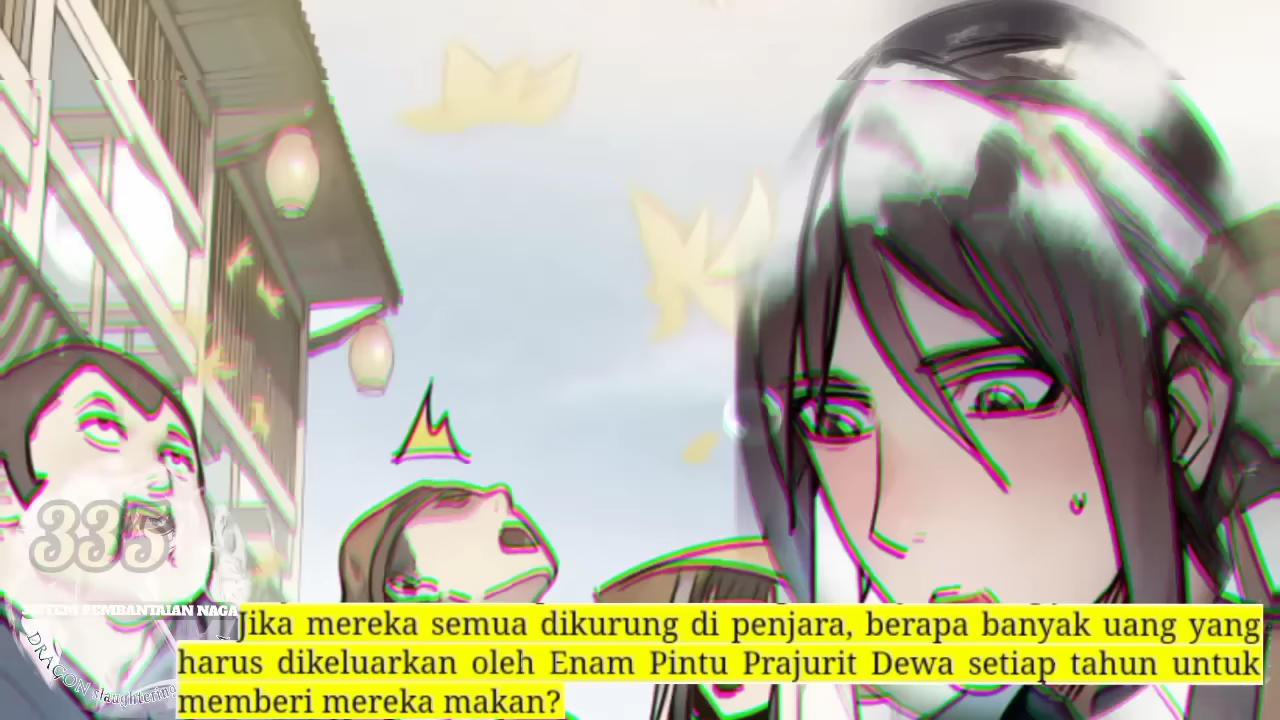 335
SISTEM PEMBANTAIAN NAGA
DRAGON slaughtering
Jika mereka semua dikurung di penjara, berapa banyak uang yang
harus dikeluarkan oleh Enam Pintu Prajurit Dewa setiap tahun untuk
memberi mereka makan?